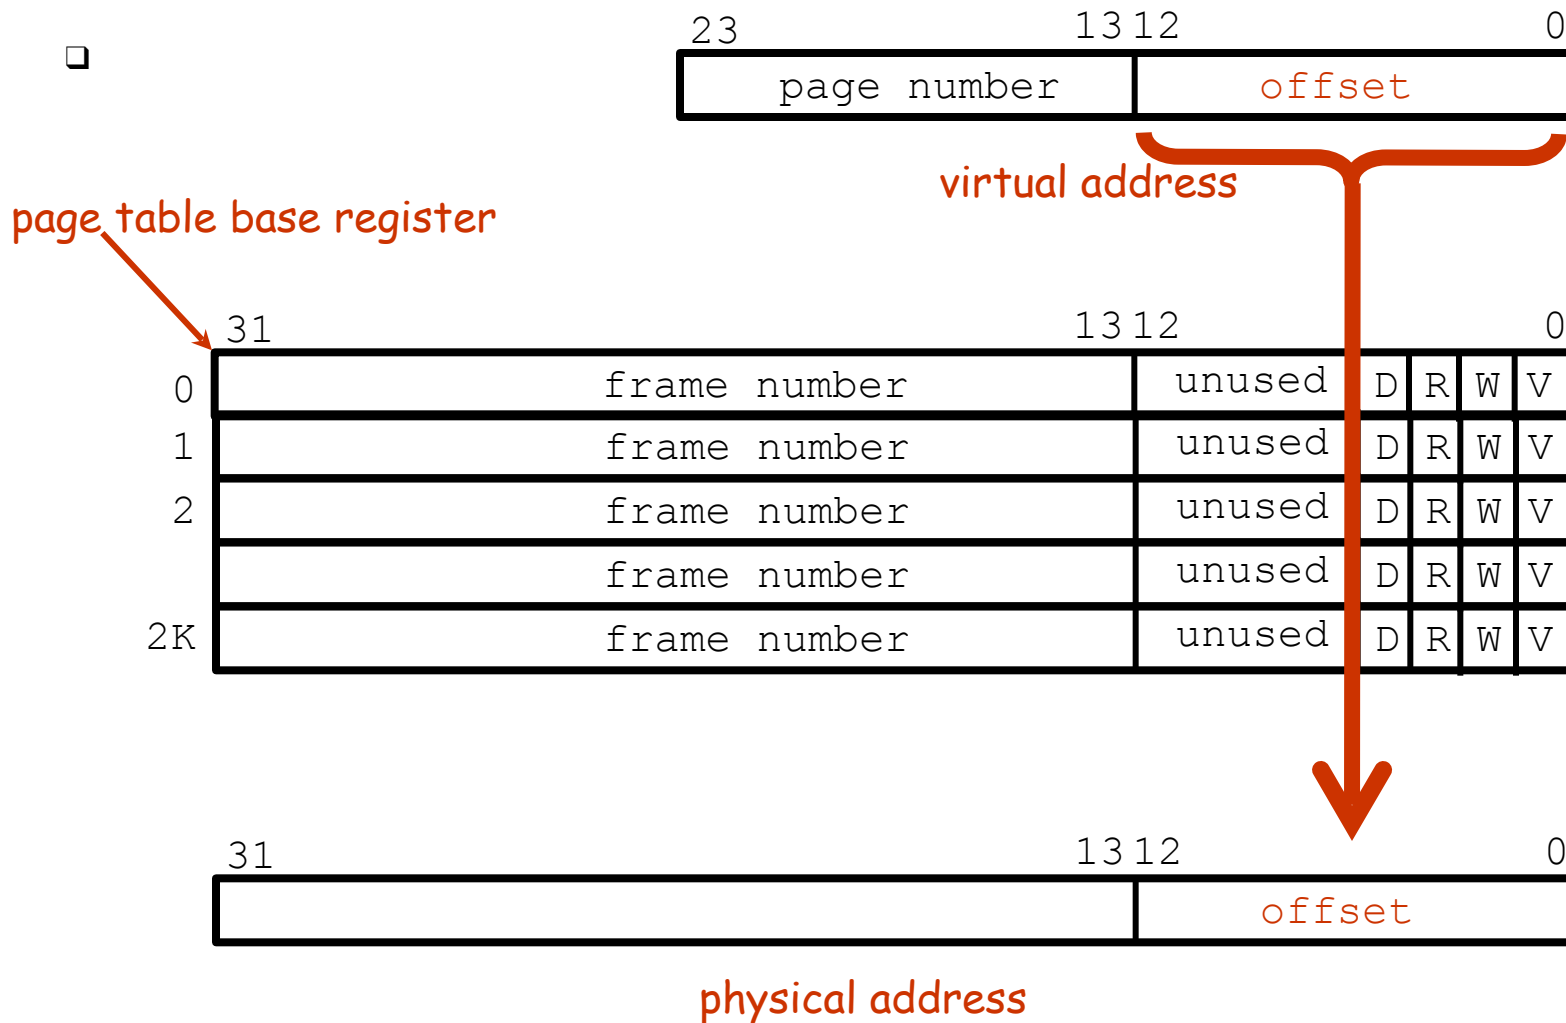 23 13 12 0
page number offset
virtual address
page table base register
31 13 12 0
0 frame number unused D R W V
1 frame number unused D R W V
2 frame number unused D R W V
frame number unused D R W V
2K frame number unused D R W V
31 13 12 0
offset
physical address